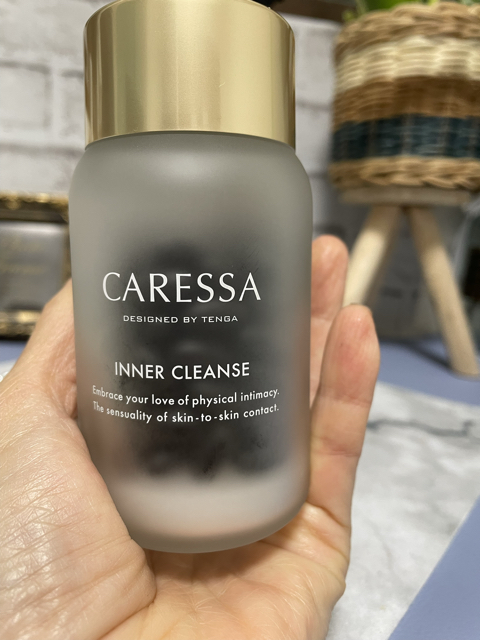 CARESSA
DESIGNED BY TENGA
INNER CLEANSE
Embrace your love of physical intimacy.
The sensuality of skin-to-skin contact.